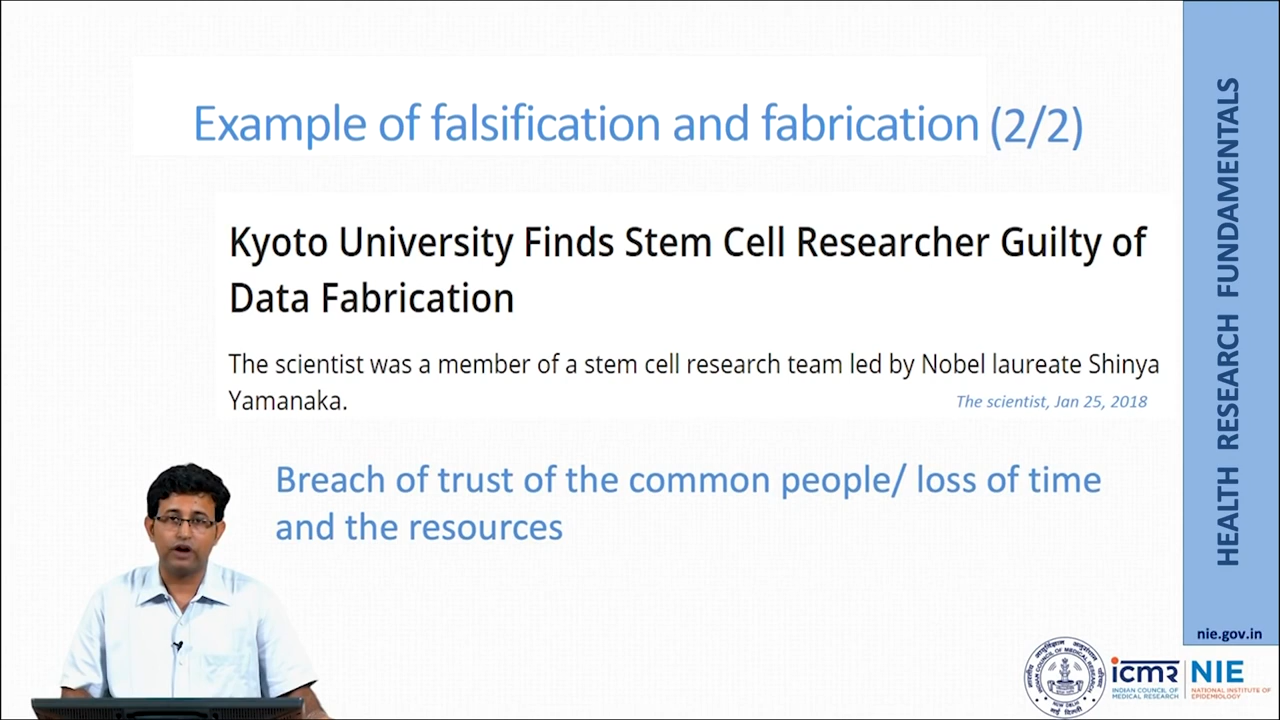 Example of falsification and fabrication (2/2)
Kyoto University Finds Stem Cell Researcher Guilty of
Data Fabrication
The scientist was a member of a stem cell research team led by Nobel laureate Shinya
Yamanaka.
The scientist, Jan 25, 2018
Breach of trust of the common people/ loss of time
and the resources
HEALTH RESEARCH FUNDAMENTALS
nie.gov.in
icmr
INDIAN COUNCIL OF
MEDICAL RESEARCH
NIE
NATIONAL INSTITUTE OF
EPIDEMIOLOGY